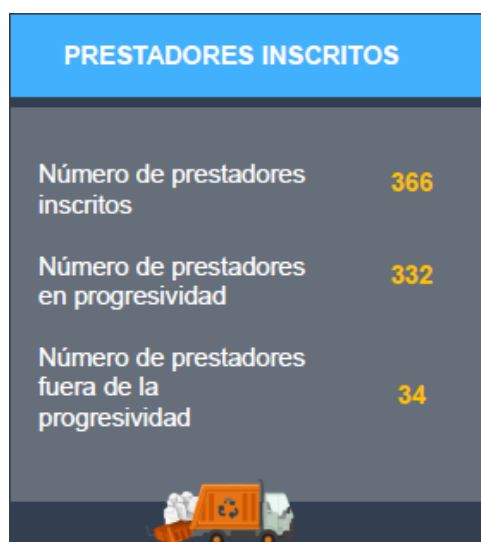 PRESTADORES INSCRITOS
Número de prestadores
inscritos
366
Número de prestadores
en progresividad
332
Número de prestadores
fuera de la
progresividad
34